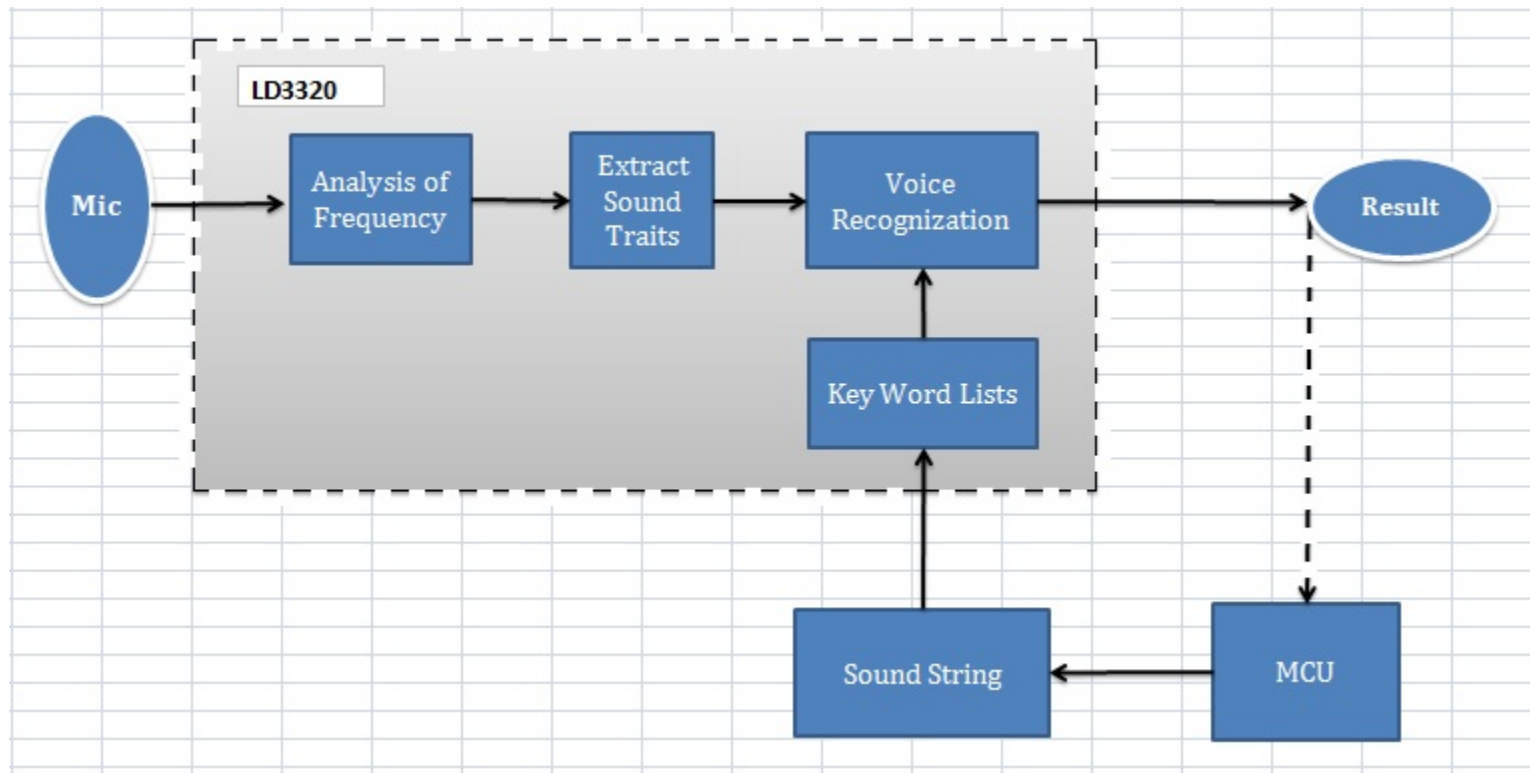 LD3320
Mic
Analysis of
Frequency
Extract
Sound
Traits
Voice
Recognization
Result
Key Word Lists
Sound String
MCU